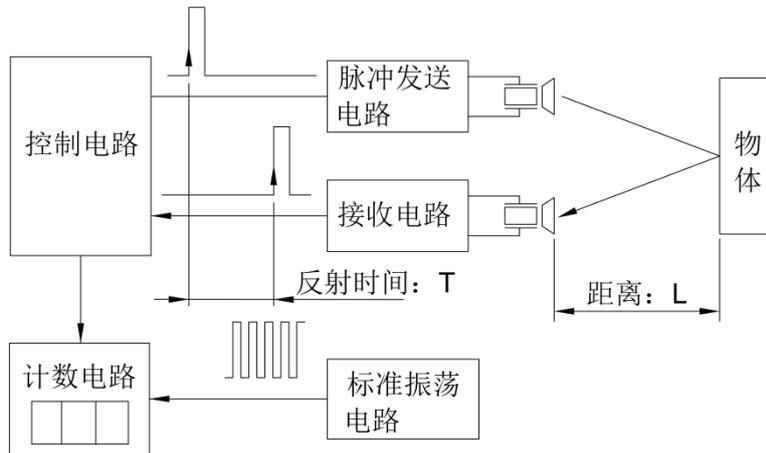 脉冲发送
电路
控制电路
物
体
接收电路
反射时间：T
距离：L
计数电路
标准振荡
电路